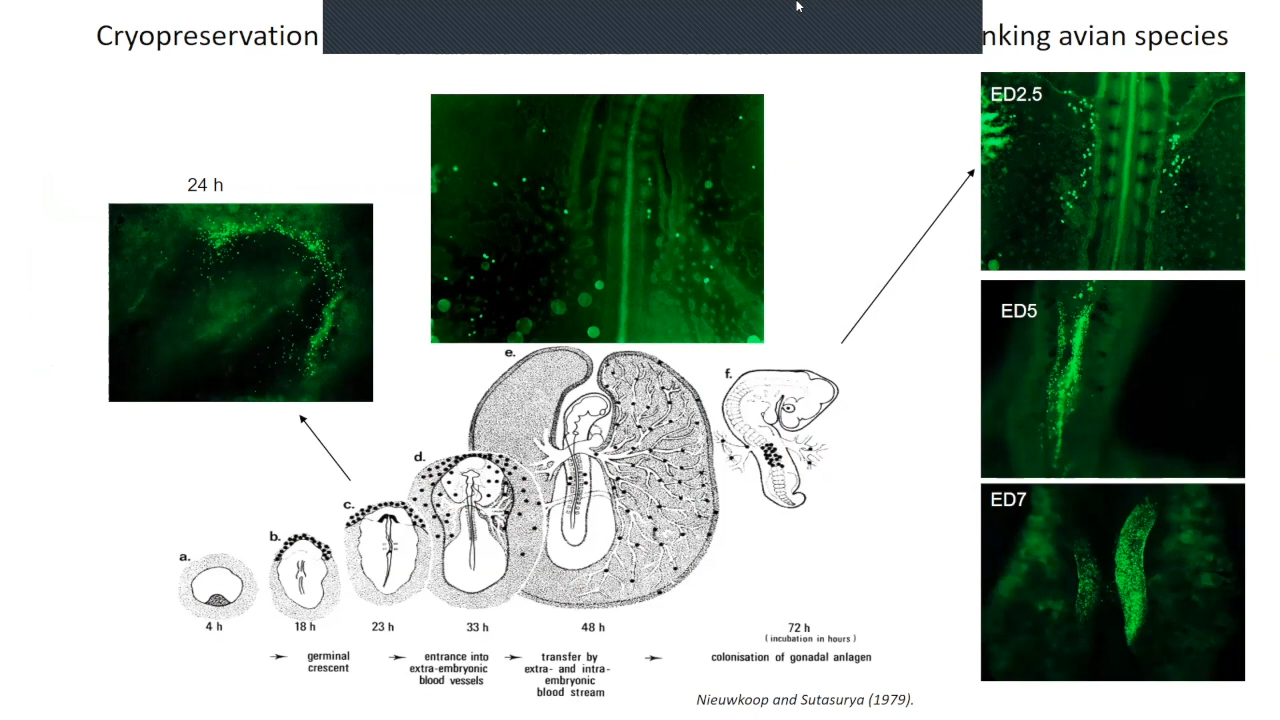 Cryopreservation nking avian species
ED2.5
24 h
ED5
e.
f.
d.
ED7
c.
b.
a.
4 h 18 h 23 h 33 h 48 h 72 h
(incubation in hours)
germinal
crescent
entrance into
extra-embryonic
blood vessels
transfer by
extra- and intra-
embryonic
blood stream
colonisation of gonadal anlagen
Nieuwkoop and Sutasurya (1979).